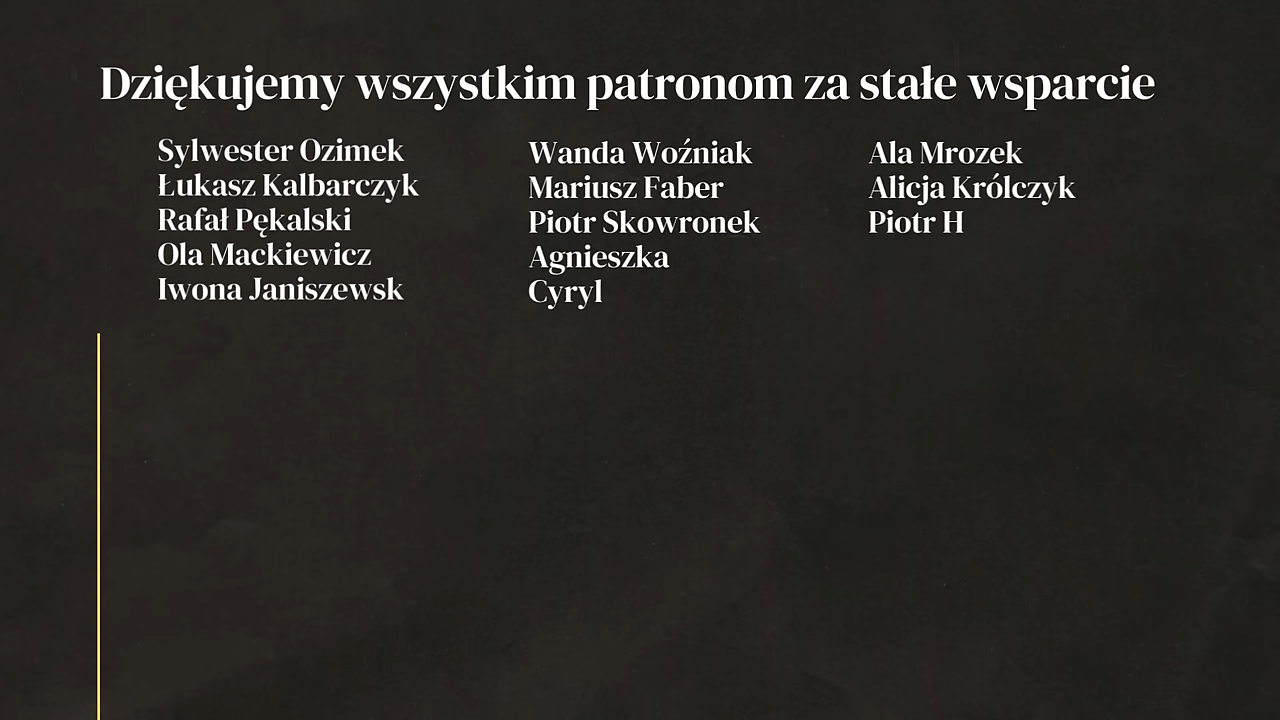 Dziękujemy wszystkim patronom za stałe wsparcie
Sylwester Ozimek
Łukasz Kalbarczyk
Rafał Pękalski
Ola Mackiewicz
Iwona Janiszewsk
Wanda Woźniak
Mariusz Faber
Piotr Skowronek
Agnieszka
Cyryl
Ala Mrozek
Alicja Królczyk
Piotr H